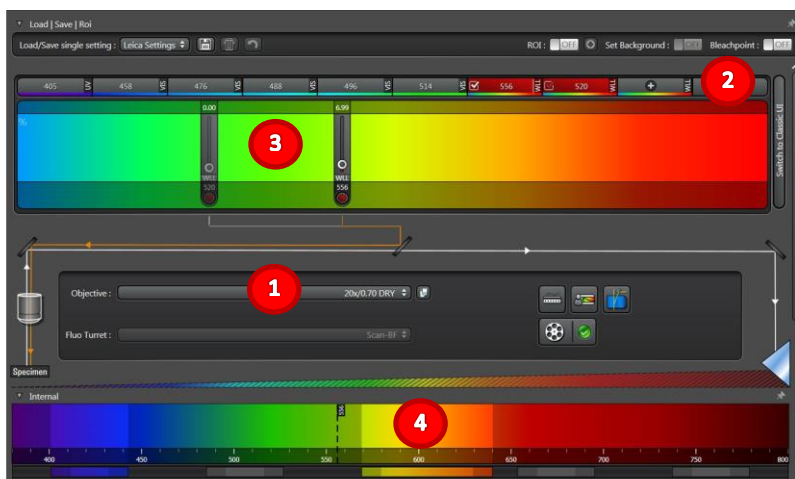 Load | Save | Roi
Load/Save single setting : Leica Settings ROI : OFF Set Background : OFF Bleachpoint : OFF
405 UV 458 VIS 476 VIS 488 VIS 496 VIS 514 VIS 556 WLL 520 WLL + WLL
2
Switch to Classic UI
%
0.00 6.99
3
WLL WLL
520 556
Objective : 20x/0.70 DRY
1
Fluo Turret : Scan-BF
Specimen
Internal
556
4
400 450 500 550 600 650 700 750 800